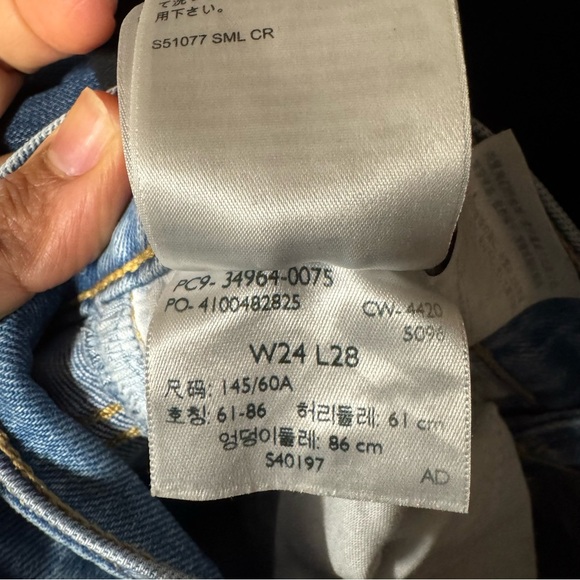 用下さい。
S51077 SML CR
PC9- 34964-0075
PO- 4100482825 CW- 4420
5096
W24 L28
尺码: 145/60A
호칭: 61-86 허리둘레: 61 cm
엉덩이둘레: 86 cm
S40197
AD